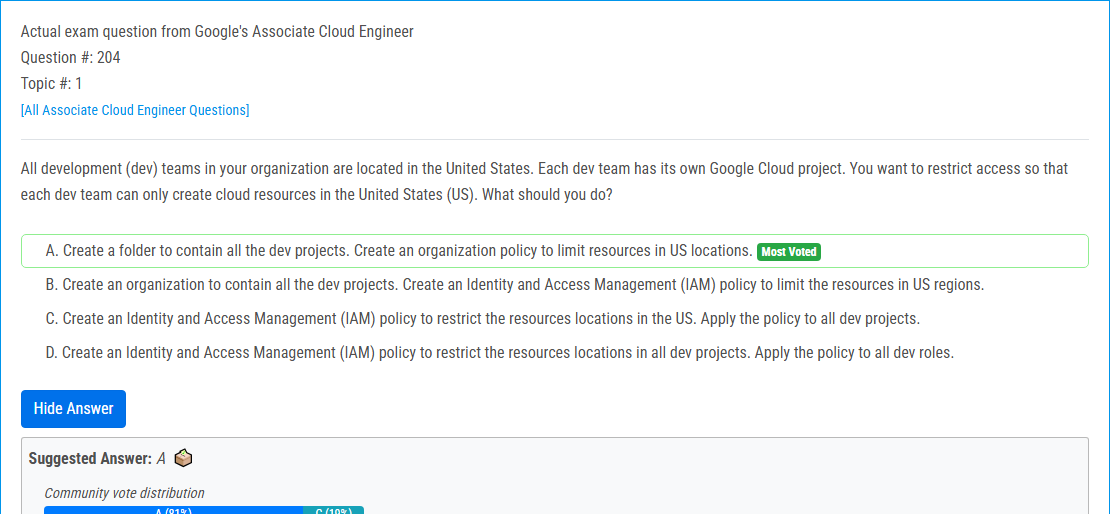 Actual exam question from Google's Associate Cloud Engineer
Question #: 204
Topic #: 1
[All Associate Cloud Engineer Questions]
All development (dev) teams in your organization are located in the United States. Each dev team has its own Google Cloud project. You want to restrict access so that
each dev team can only create cloud resources in the United States (US). What should you do?
A. Create a folder to contain all the dev projects. Create an organization policy to limit resources in US locations. Most Voted
B. Create an organization to contain all the dev projects. Create an Identity and Access Management (IAM) policy to limit the resources in US regions.
C. Create an Identity and Access Management (IAM) policy to restrict the resources locations in the US. Apply the policy to all dev projects.
D. Create an Identity and Access Management (IAM) policy to restrict the resources locations in all dev projects. Apply the policy to all dev roles.
Hide Answer
Suggested Answer: A
Community vote distribution
A (81%) C (19%)